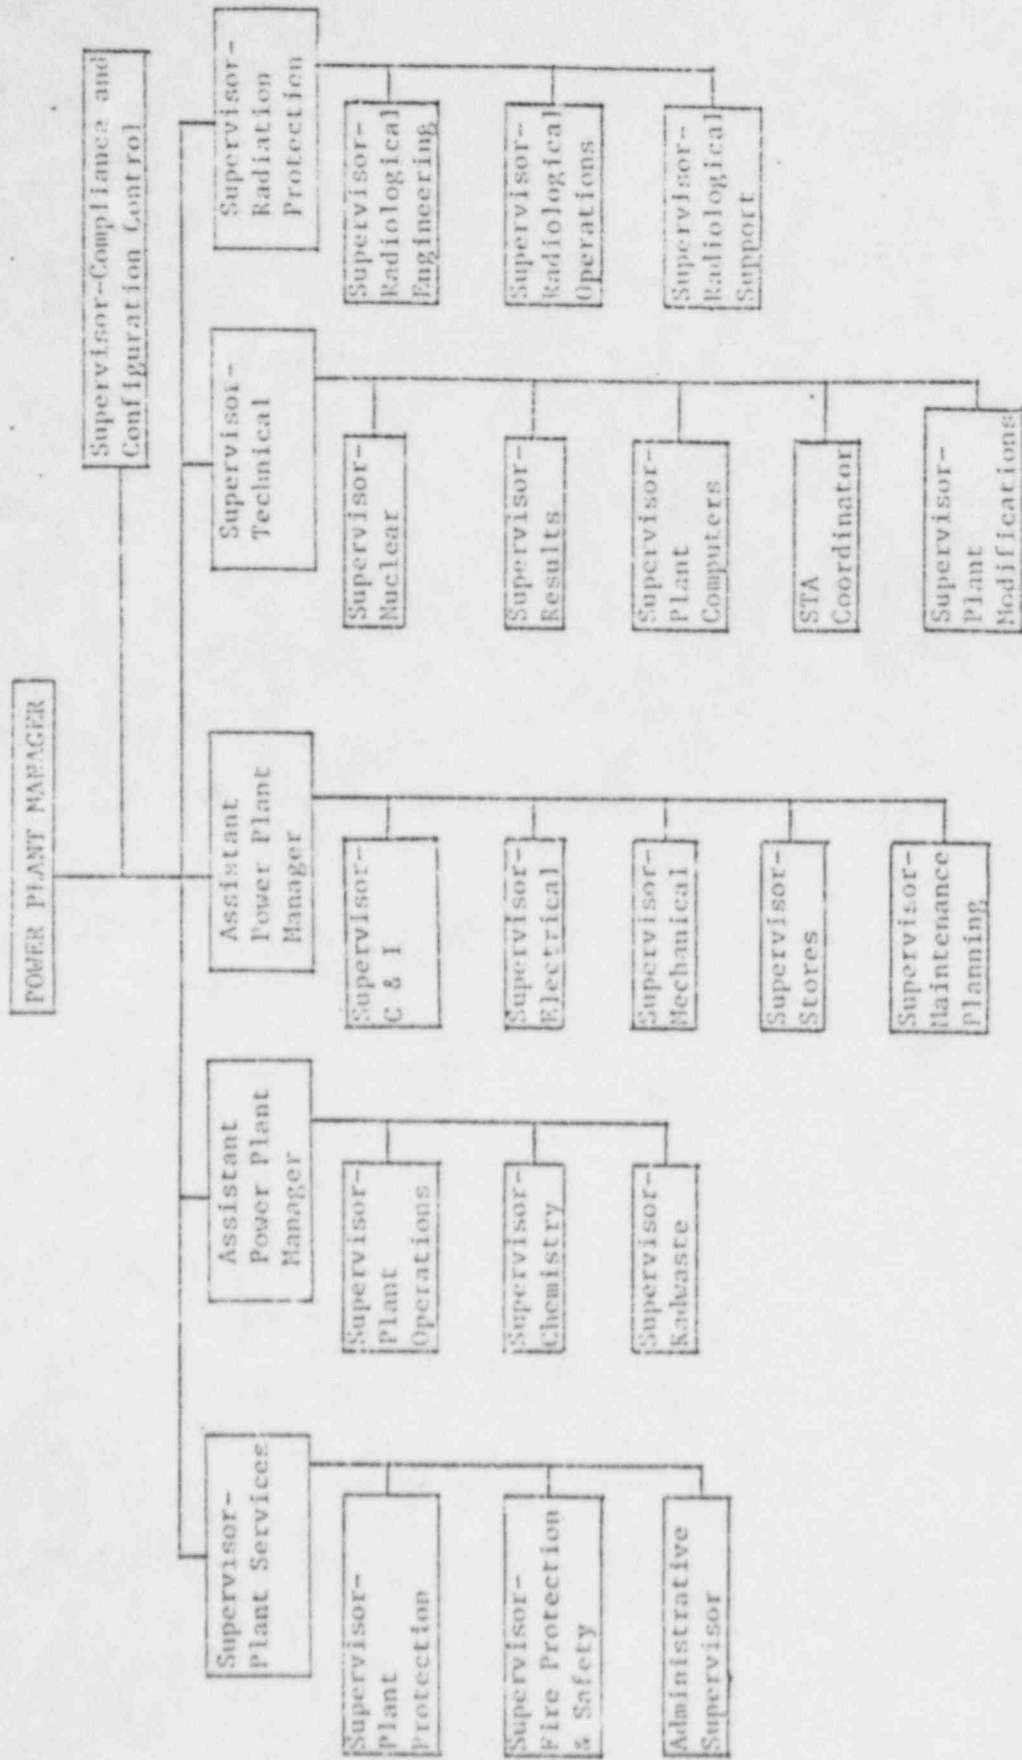 POWER PLANT MANAGER
Supervisor-Compliance and
Configuration Control
Supervisor-
Plant Services
Supervisor-
Plant
Protection
Supervisor-
Fire Protection
& Safety
Administrative
Supervisor
Assistant
Power Plant
Manager
Supervisor-
Plant
Operations
Supervisor-
Chemistry
Supervisor-
Radwaste
Assistant
Power Plant
Manager
Supervisor-
C & I
Supervisor-
Electrical
Supervisor-
Mechanical
Supervisor-
Stores
Supervisor-
Maintenance
Planning
Supervisor-
Technical
Supervisor-
Nuclear
Supervisor-
Results
Supervisor-
Plant
Computers
STA
Coordinator
Supervisor-
Plant
Modifications
Supervisor-
Radiation
Protection
Supervisor-
Radiological
Engineering
Supervisor-
Radiological
Operations
Supervisor-
Radiological
Support